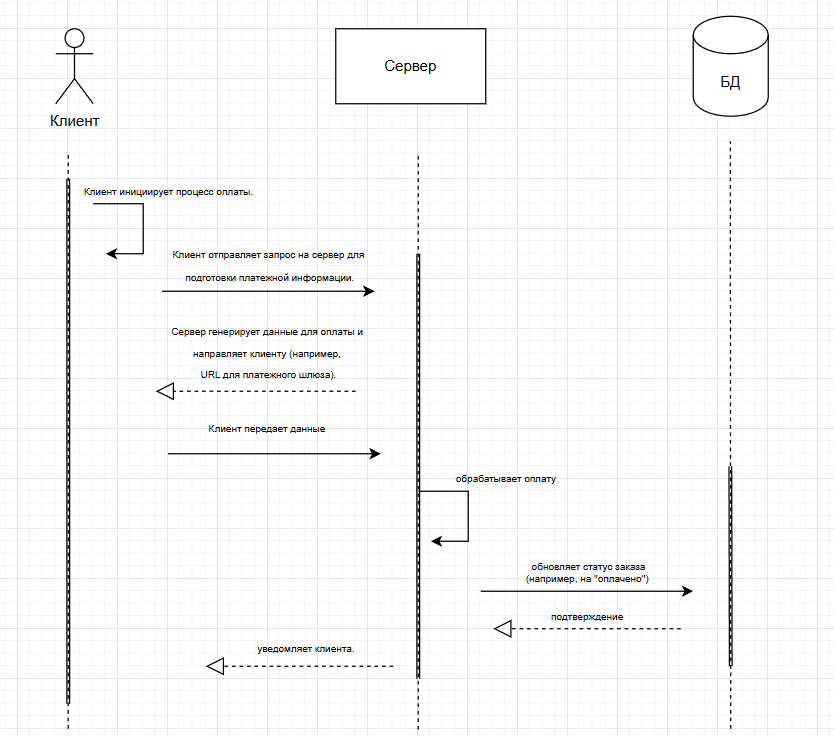 Клиент
Сервер
БД
Клиент инициирует процесс оплаты.
Клиент отправляет запрос на сервер для
подготовки платежной информации.
Сервер генерирует данные для оплаты и
направляет клиенту (например,
URL для платежного шлюза).
Клиент передает данные
обрабатывает оплату
обновляет статус заказа
(например, на "оплачено")
подтверждение
уведомляет клиента.